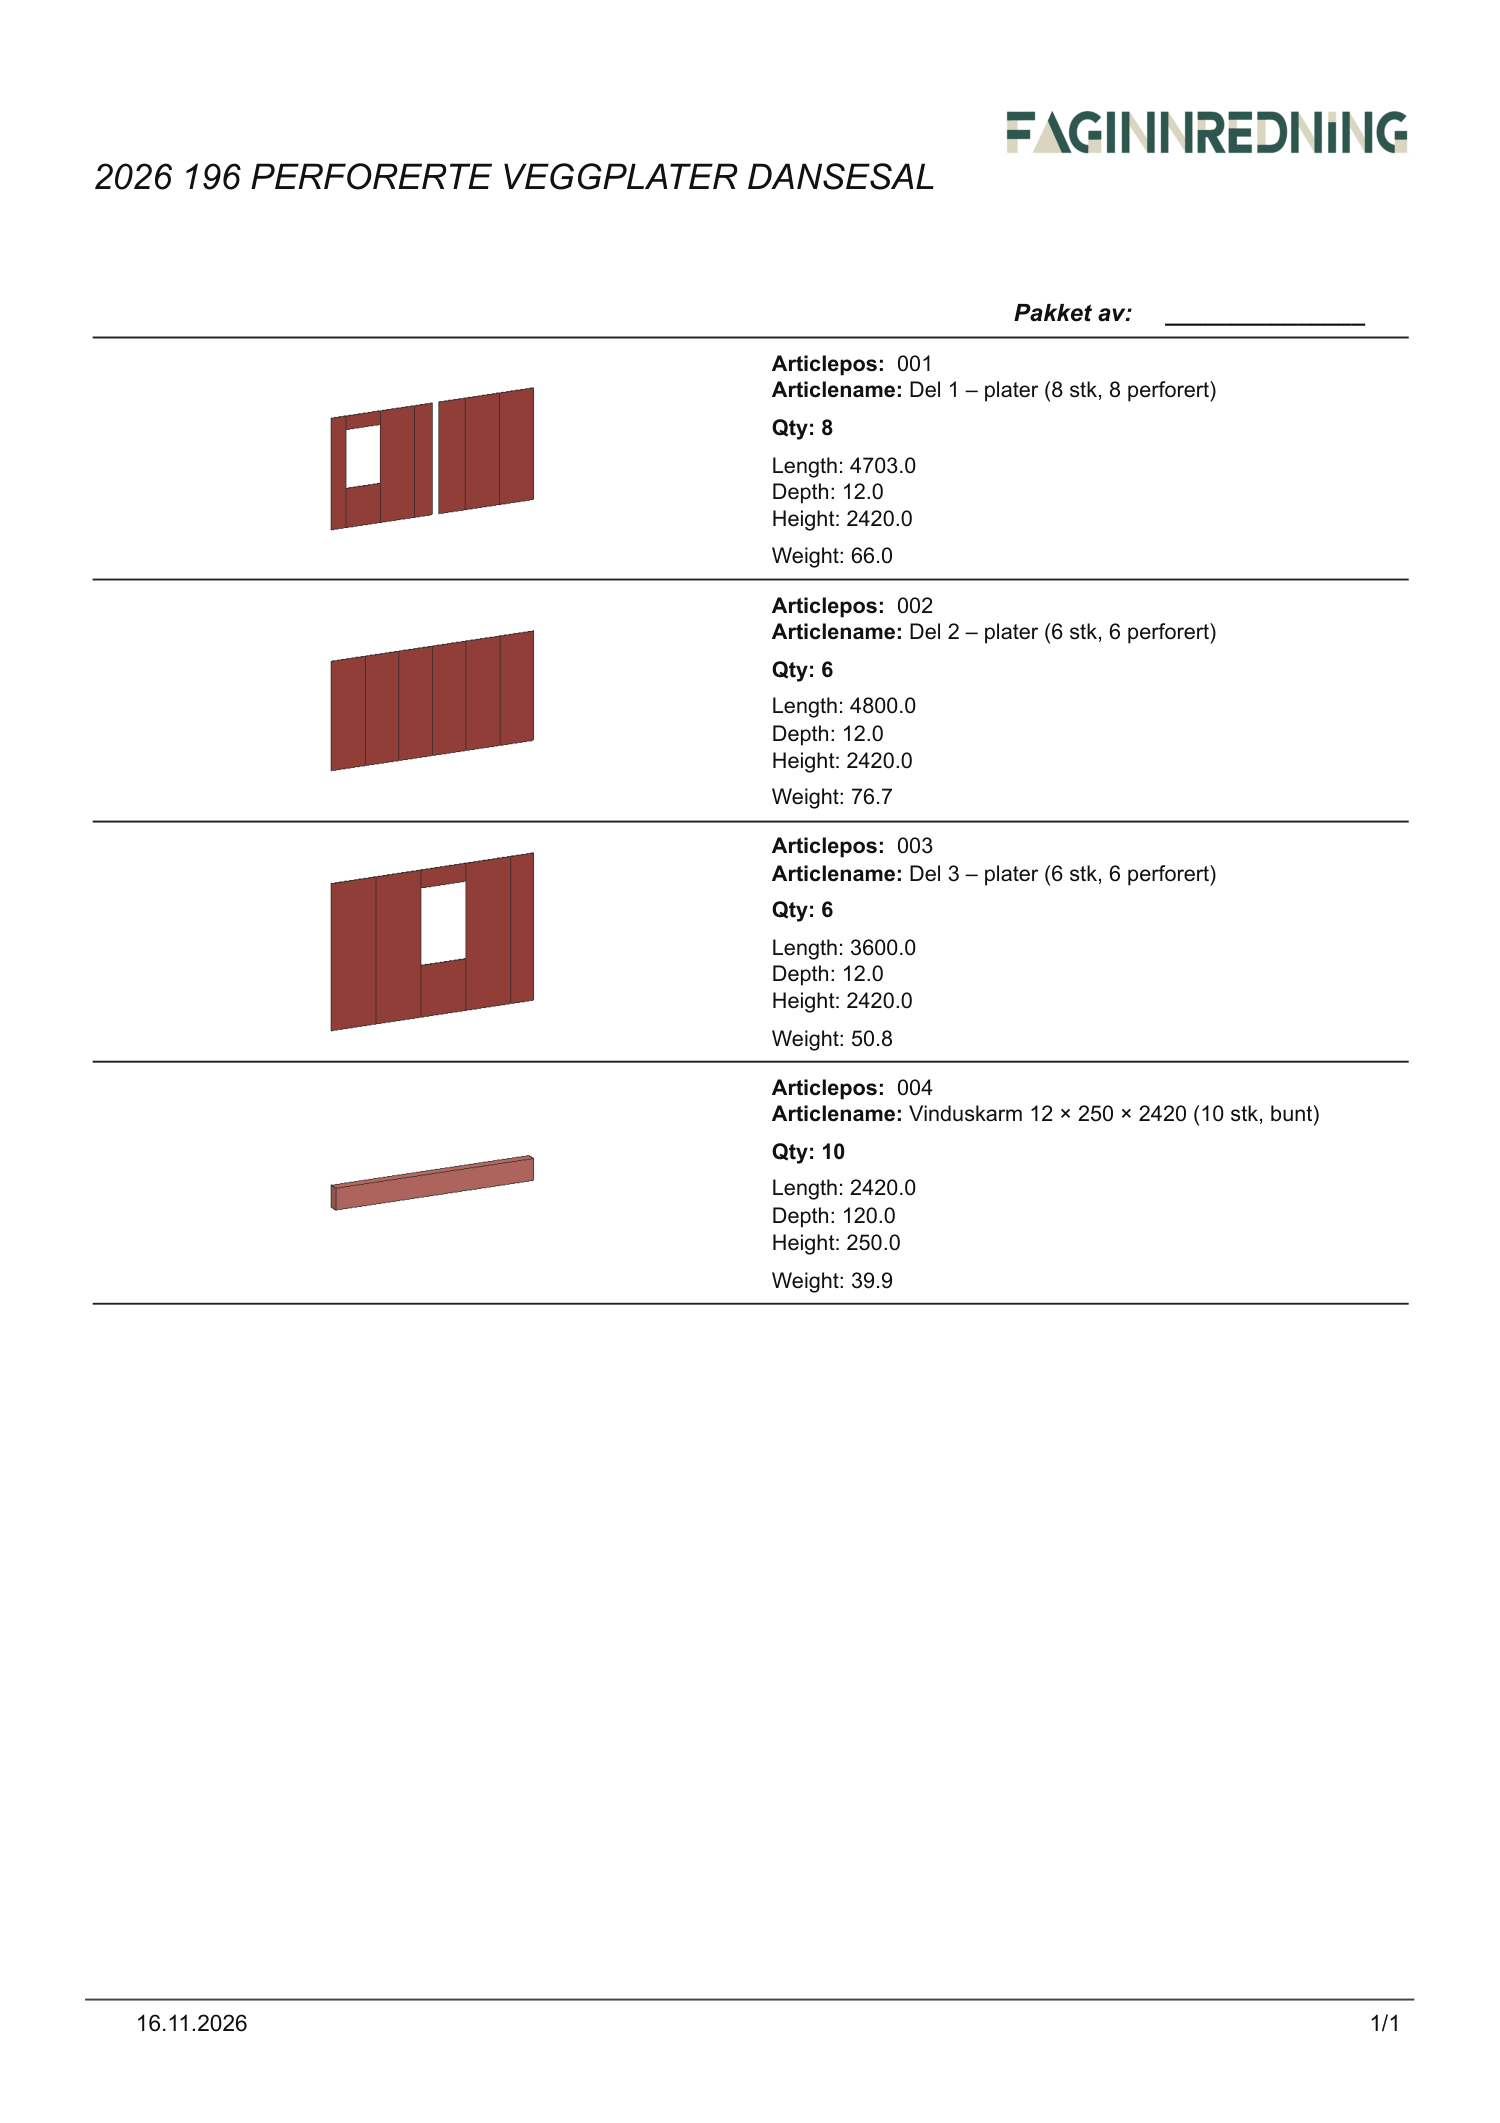 FAGINNREDNING
2026 196 PERFORERTE VEGGPLATER DANSESAL
Pakket av: _______________
Articlepos: 001
Articlename: Del 1 – plater (8 stk, 8 perforert)
Qty: 8
Length: 4703.0
Depth: 12.0
Height: 2420.0
Weight: 66.0
Articlepos: 002
Articlename: Del 2 – plater (6 stk, 6 perforert)
Qty: 6
Length: 4800.0
Depth: 12.0
Height: 2420.0
Weight: 76.7
Articlepos: 003
Articlename: Del 3 – plater (6 stk, 6 perforert)
Qty: 6
Length: 3600.0
Depth: 12.0
Height: 2420.0
Weight: 50.8
Articlepos: 004
Articlename: Vinduskarm 12 × 250 × 2420 (10 stk, bunt)
Qty: 10
Length: 2420.0
Depth: 120.0
Height: 250.0
Weight: 39.9
16.11.2026 1/1